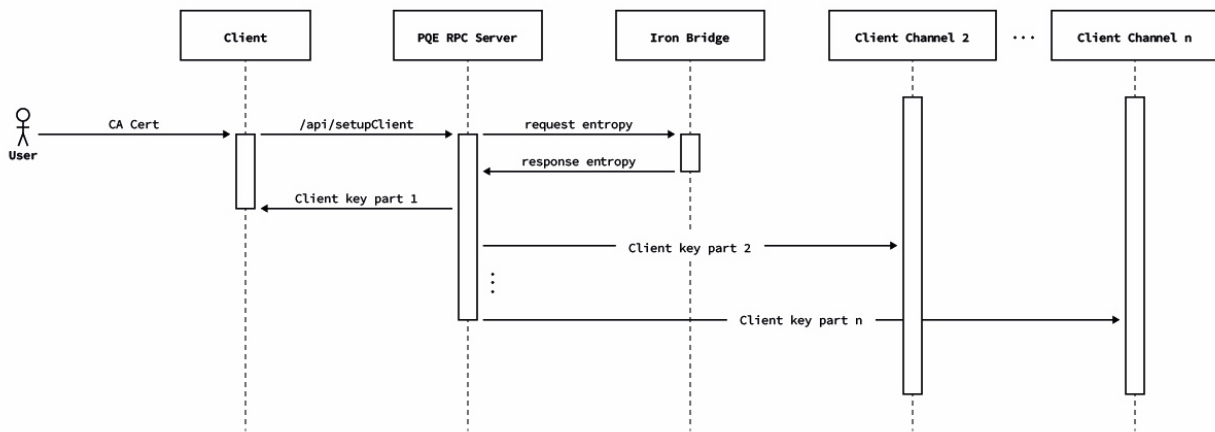 Client
PQE RPC Server
Iron Bridge
Client Channel 2
...
Client Channel n
CA Cert
/api/setupClient
request entropy
User
response entropy
Client key part 1
Client key part 2
Client key part n